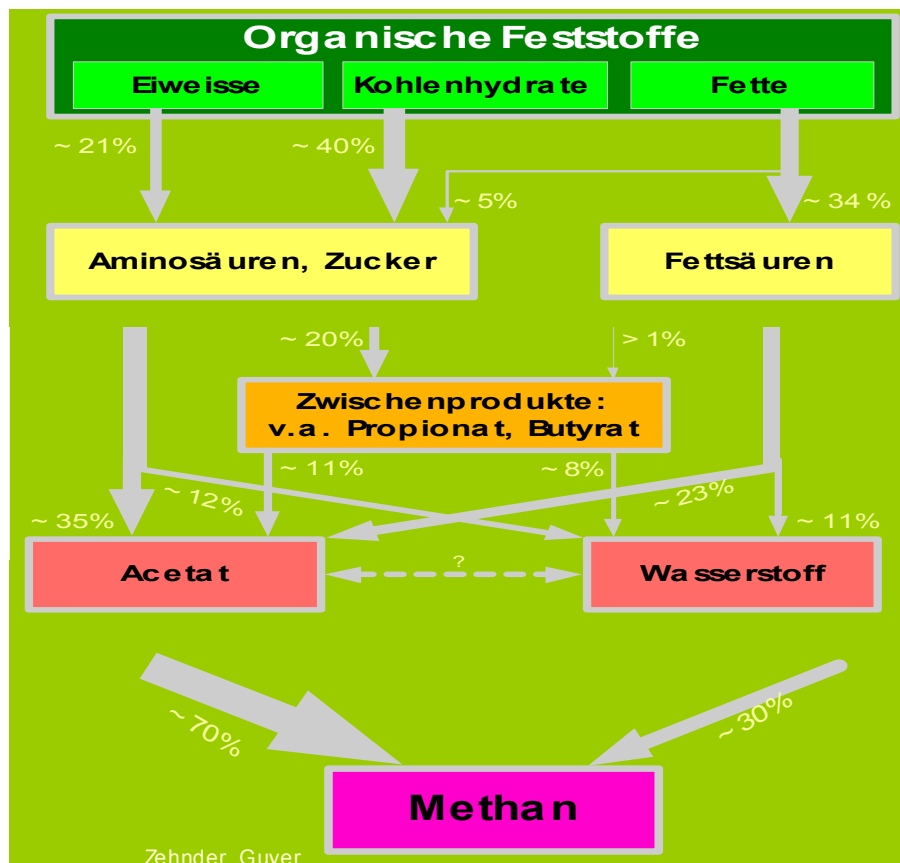 Organische Feststoffe
Eiweisse Kohlenhydrate Fette
~ 21% ~ 40%
~ 5% ~ 34 %
Aminosäuren, Zucker Fettsäuren
~ 20% > 1%
Zwischenprodukte:
v.a. Propionat, Butyrat
~ 11% ~ 8%
~ 12% ~ 23%
~ 35% ~ 11%
?
Acetat Wasserstoff
~ 70% ~ 30%
Methan
Zehnder, Guyer